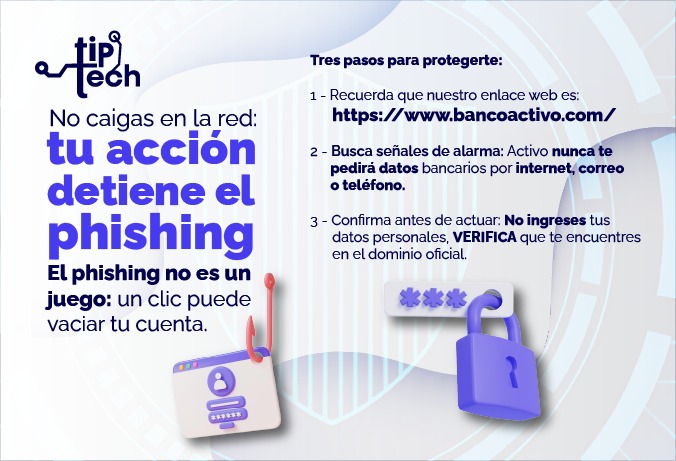 tip
tech
No caigas en la red:
tu acción
detiene el
phishing
El phishing no es un
juego: un clic puede
vaciar tu cuenta.
Tres pasos para protegerte:
1 - Recuerda que nuestro enlace web es:
https://www.bancoactivo.com/
2 - Busca señales de alarma: Activo nunca te
pedirá datos bancarios por internet, correo
o teléfono.
3 - Confirma antes de actuar: No ingreses tus
datos personales, VERIFICA que te encuentres
en el dominio oficial.